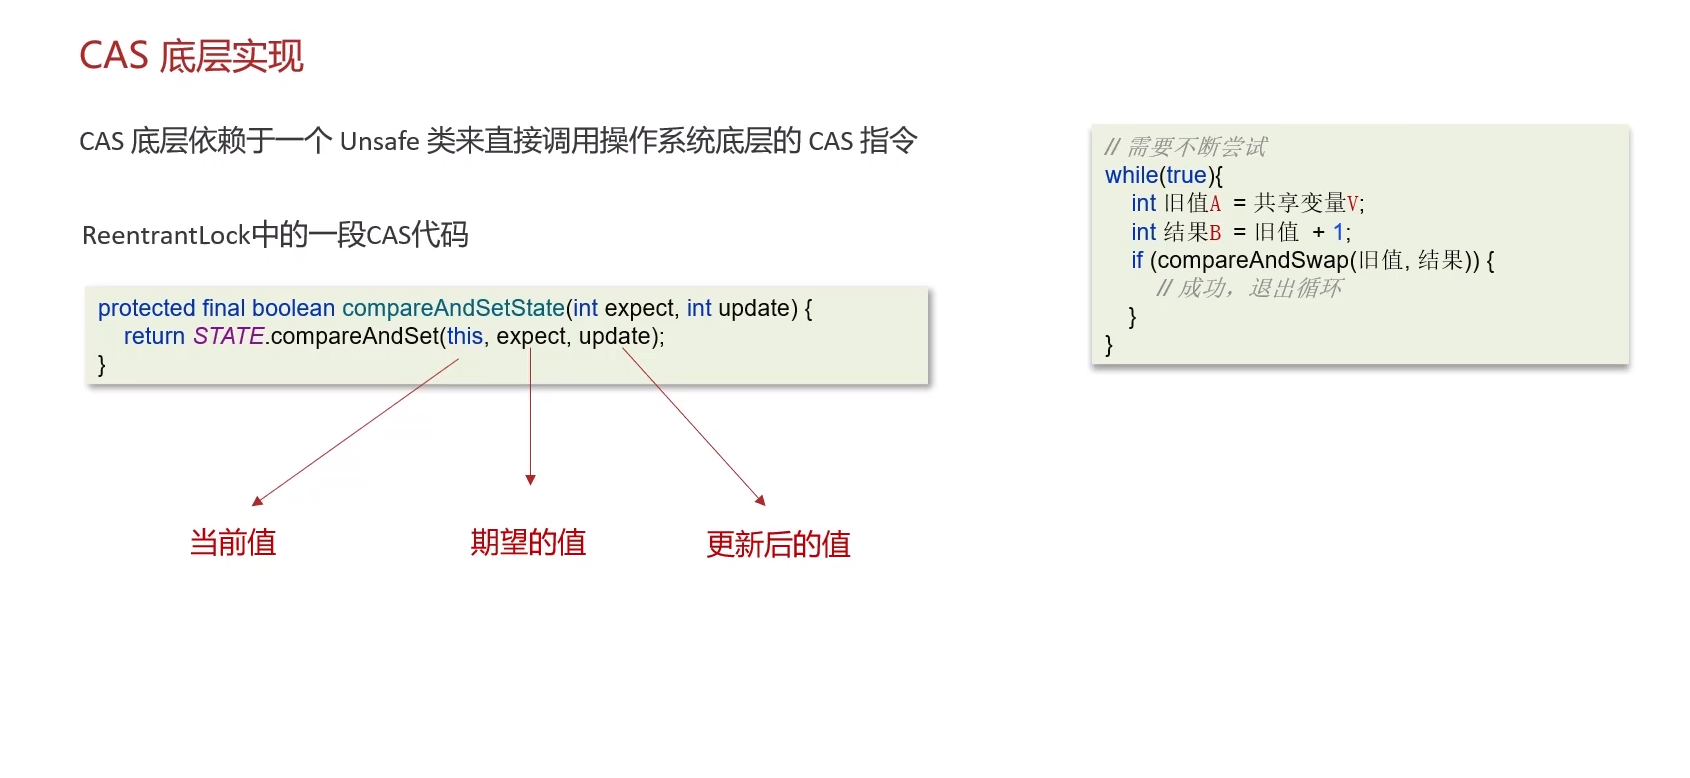 CAS 底层实现
CAS 底层依赖于一个 Unsafe 类来直接调用操作系统底层的 CAS 指令
ReentrantLock中的一段CAS代码
protected final boolean compareAndSetState(int expect, int update) {
return STATE.compareAndSet(this, expect, update);
}
当前值
期望的值
更新后的值
// 需要不断尝试
while(true){
int 旧值A = 共享变量V;
int 结果B = 旧值 + 1;
if (compareAndSwap(旧值, 结果)) {
// 成功，退出循环
}
}